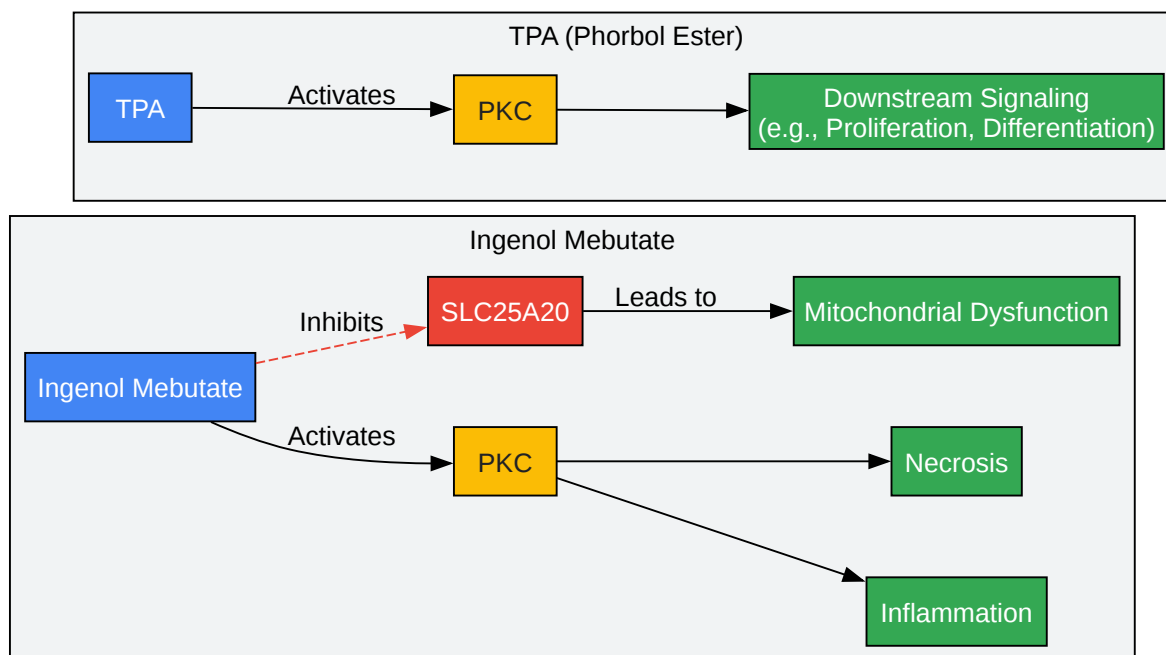 TPA (Phorbol Ester)
TPA
Activates
PKC
Downstream Signaling
(e.g., Proliferation, Differentiation)
Ingenol Mebutate
Ingenol Mebutate
Inhibits
SLC25A20
Leads to
Mitochondrial Dysfunction
Activates
PKC
Necrosis
Inflammation